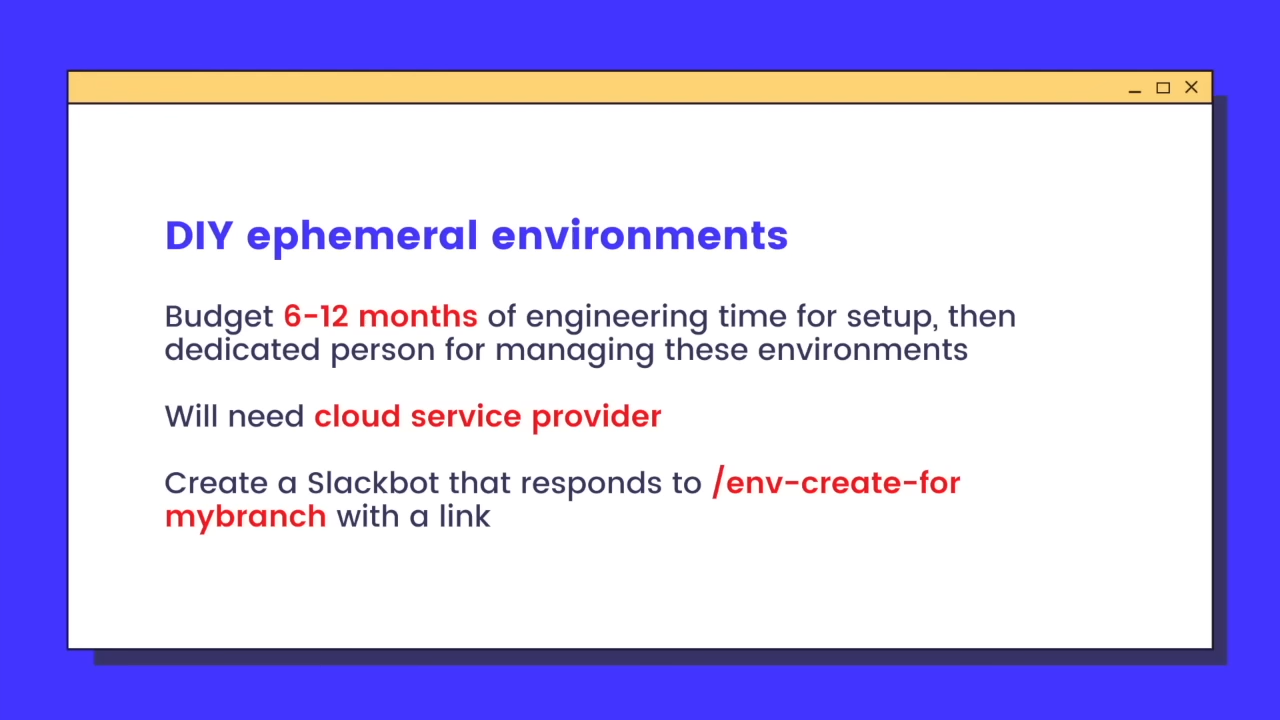 DIY ephemeral environments
Budget 6-12 months of engineering time for setup, then
dedicated person for managing these environments
Will need cloud service provider
Create a Slackbot that responds to /env-create-for
mybranch with a link